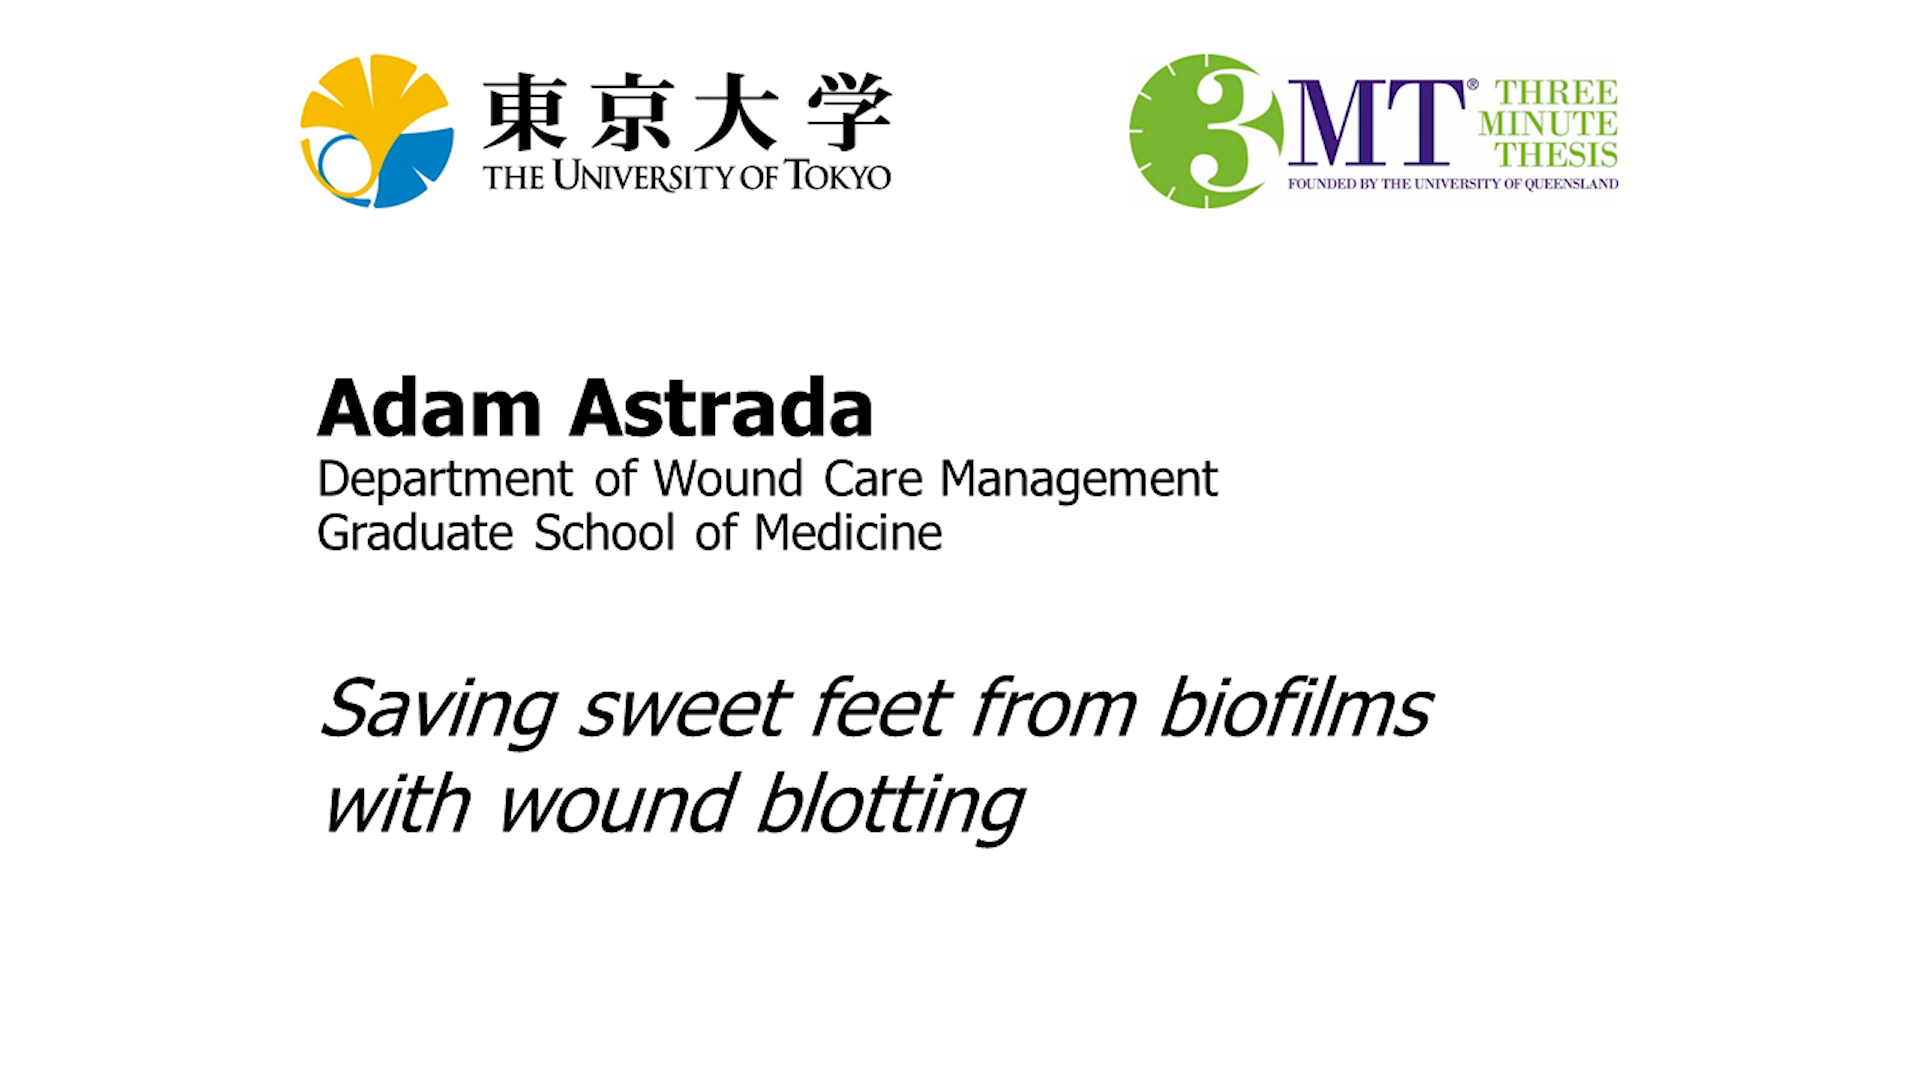 東京大学
THE UNIVERSITY OF TOKYO
3MT® THREE MINUTE THESIS
FOUNDED BY THE UNIVERSITY OF QUEENSLAND
Adam Astrada
Department of Wound Care Management
Graduate School of Medicine
Saving sweet feet from biofilms
with wound blotting